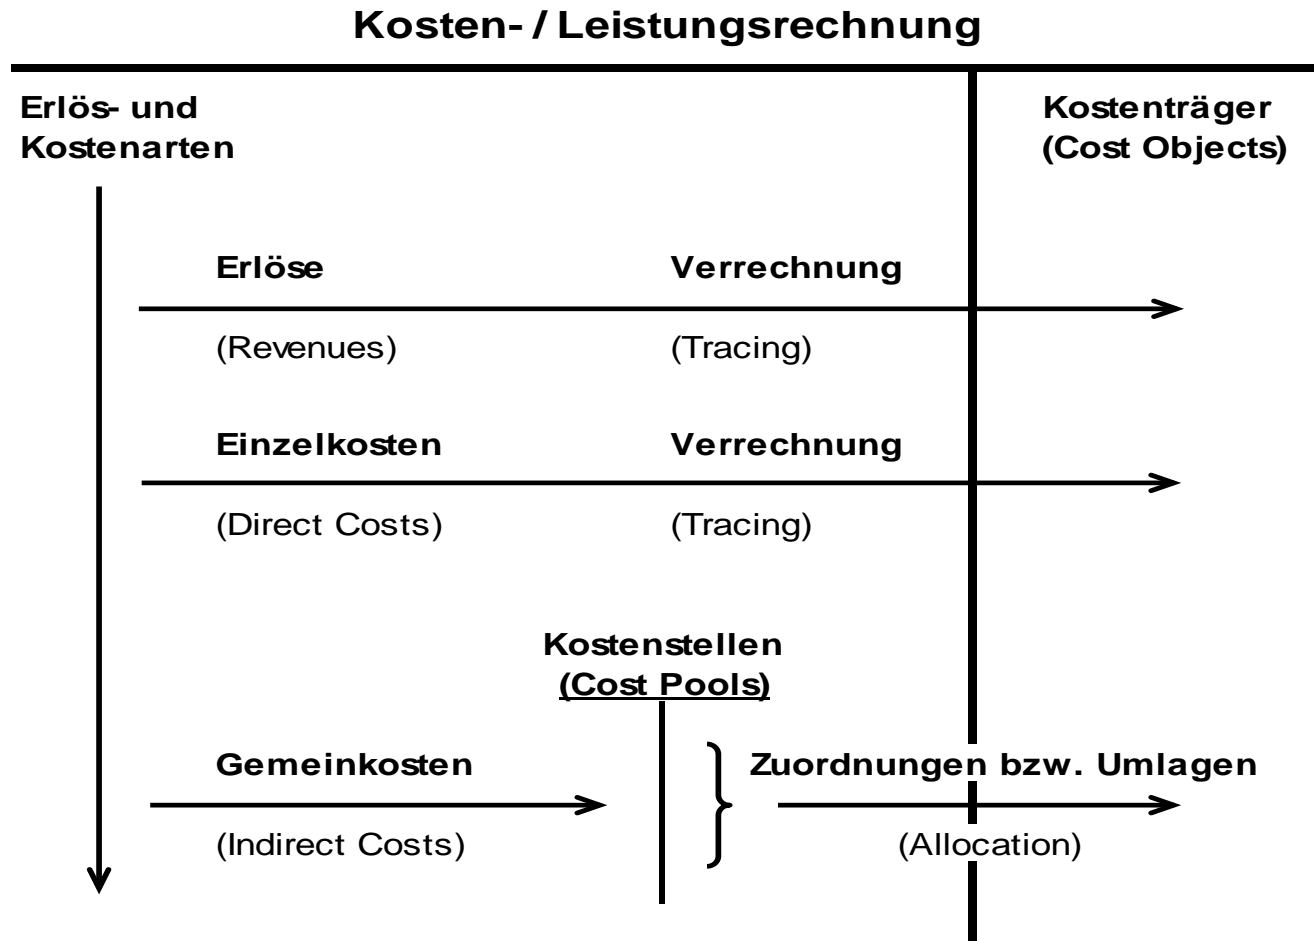 Kosten- / Leistungsrechnung
Erlös- und
Kostenarten
Kostenträger
(Cost Objects)
Erlöse
Verrechnung
(Revenues)
(Tracing)
Einzelkosten
Verrechnung
(Direct Costs)
(Tracing)
Kostenstellen
(Cost Pools)
Gemeinkosten
Zuordnungen bzw. Umlagen
(Indirect Costs)
(Allocation)